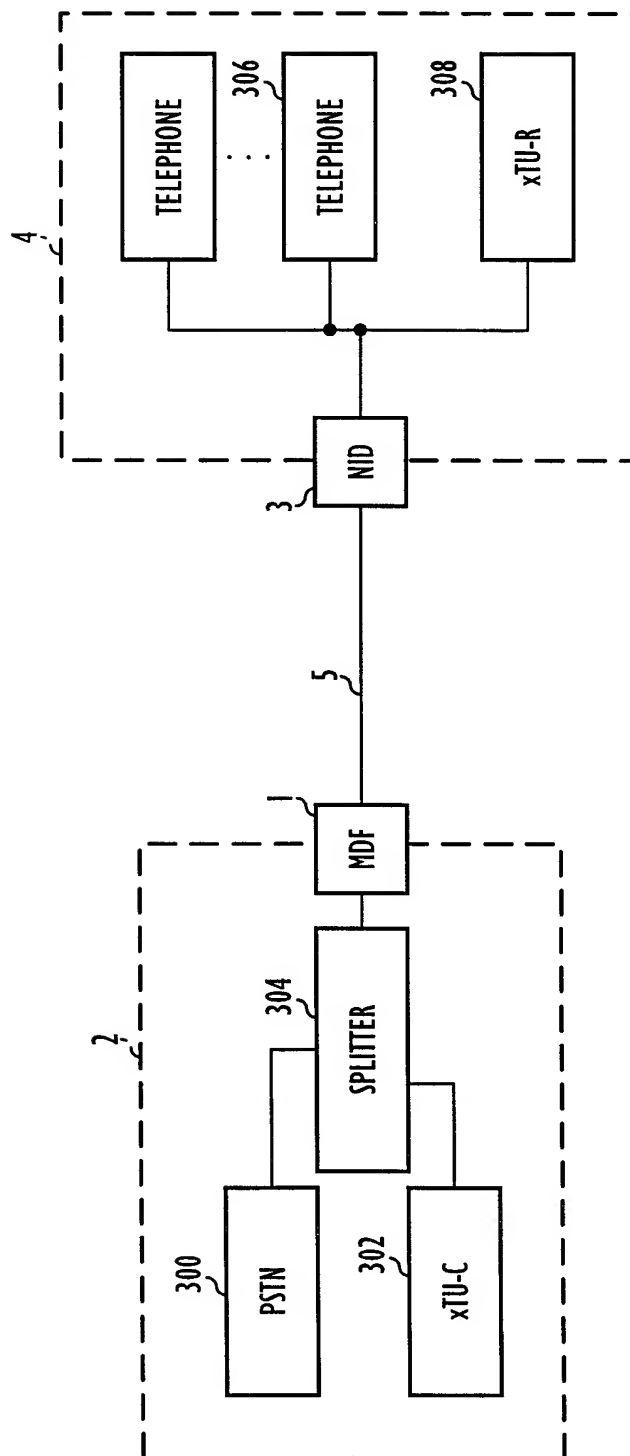 2'
300
PSTN
302
xTU-C
304
SPLITTER
1
MDF
5
3
NID
4'
TELEPHONE
306
TELEPHONE
308
xTU-R